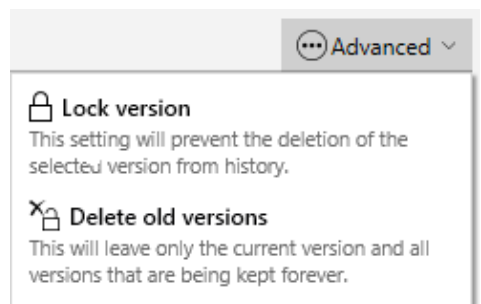 Advanced
Lock version
This setting will prevent the deletion of the
selected version from history.
Delete old versions
This will leave only the current version and all
versions that are being kept forever.